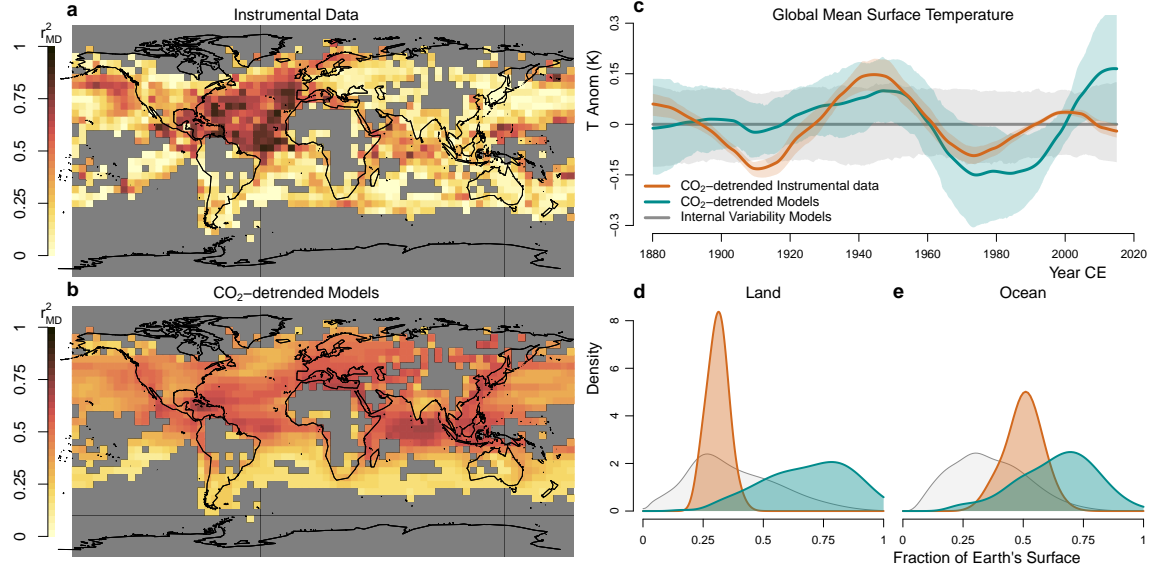 a
Instrumental Data
r²MD
1
0.75
0.5
0.25
0
b
CO₂−detrended Models
r²MD
1
0.75
0.5
0.25
0
c
Global Mean Surface Temperature
T Anom (K)
0.3
0.15
0
−0.15
−0.3
CO₂−detrended Instrumental data
CO₂−detrended Models
Internal Variability Models
1880 1900 1920 1940 1960 1980 2000 2020
Year CE
d
Land
e
Ocean
Density
8
6
4
2
0
0 0.25 0.5 0.75 1
0 0.25 0.5 0.75 1
Fraction of Earth's Surface